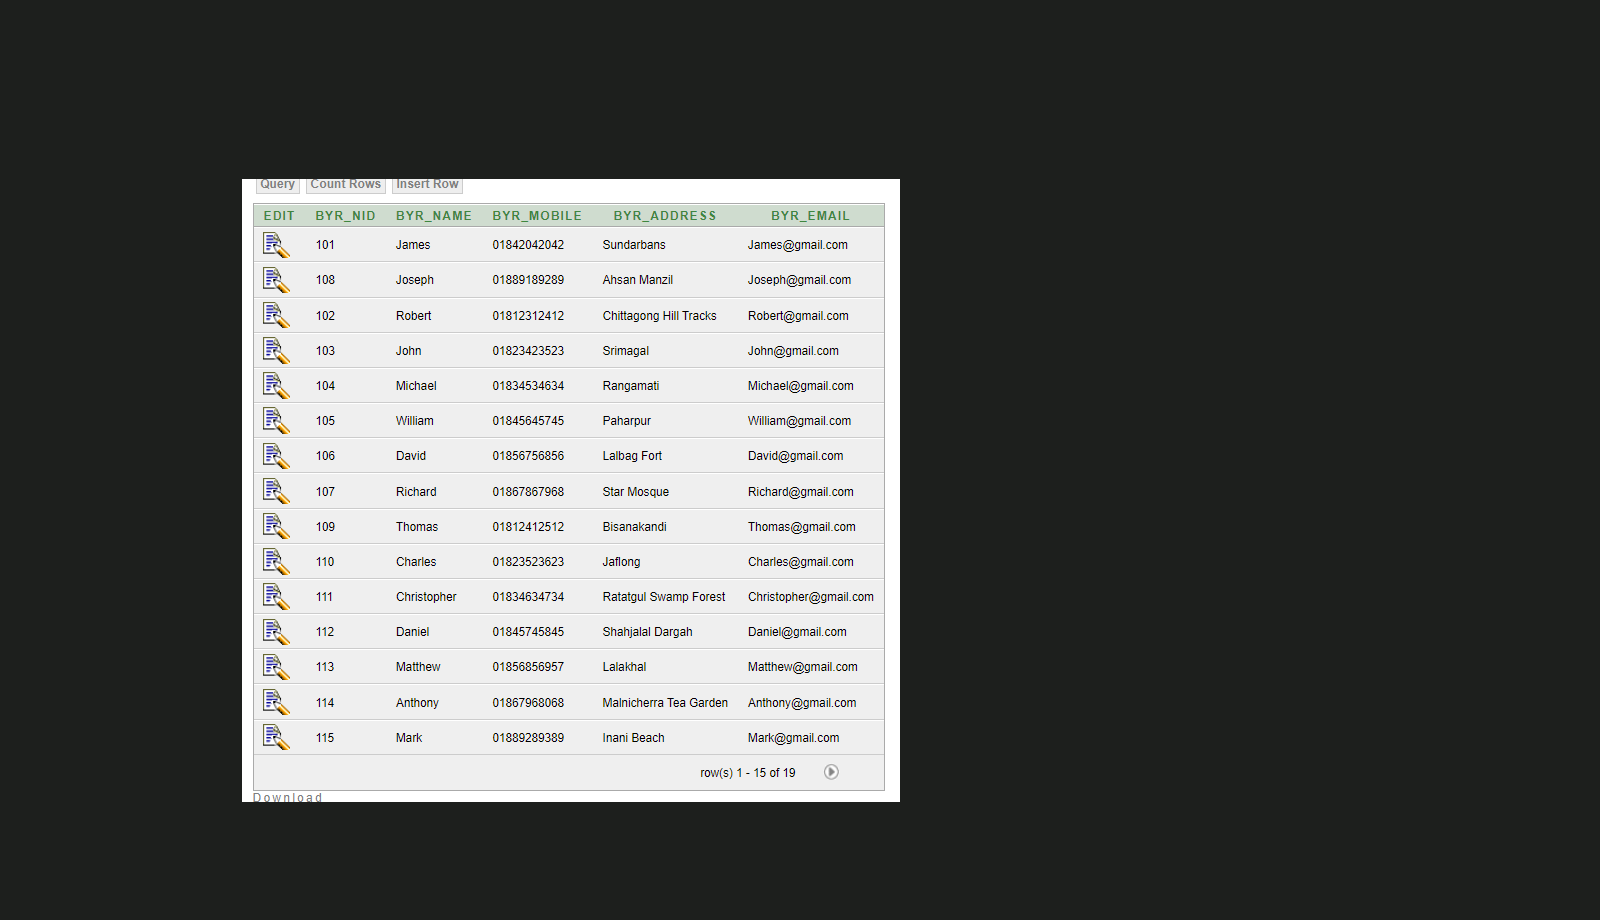 Query Count Rows Insert Row
EDIT BYR_NID BYR_NAME BYR_MOBILE BYR_ADDRESS BYR_EMAIL
101 James 01842042042 Sundarbans James@gmail.com
108 Joseph 01889189289 Ahsan Manzil Joseph@gmail.com
102 Robert 01812312412 Chittagong Hill Tracks Robert@gmail.com
103 John 01823423523 Srimagal John@gmail.com
104 Michael 01834534634 Rangamati Michael@gmail.com
105 William 01845645745 Paharpur William@gmail.com
106 David 01856756856 Lalbag Fort David@gmail.com
107 Richard 01867867968 Star Mosque Richard@gmail.com
109 Thomas 01812412512 Bisanakandi Thomas@gmail.com
110 Charles 01823523623 Jaflong Charles@gmail.com
111 Christopher 01834634734 Ratatgul Swamp Forest Christopher@gmail.com
112 Daniel 01845745845 Shahjalal Dargah Daniel@gmail.com
113 Matthew 01856856957 Lalakhal Matthew@gmail.com
114 Anthony 01867968068 Malnicherra Tea Garden Anthony@gmail.com
115 Mark 01889289389 Inani Beach Mark@gmail.com
row(s) 1 - 15 of 19
Download